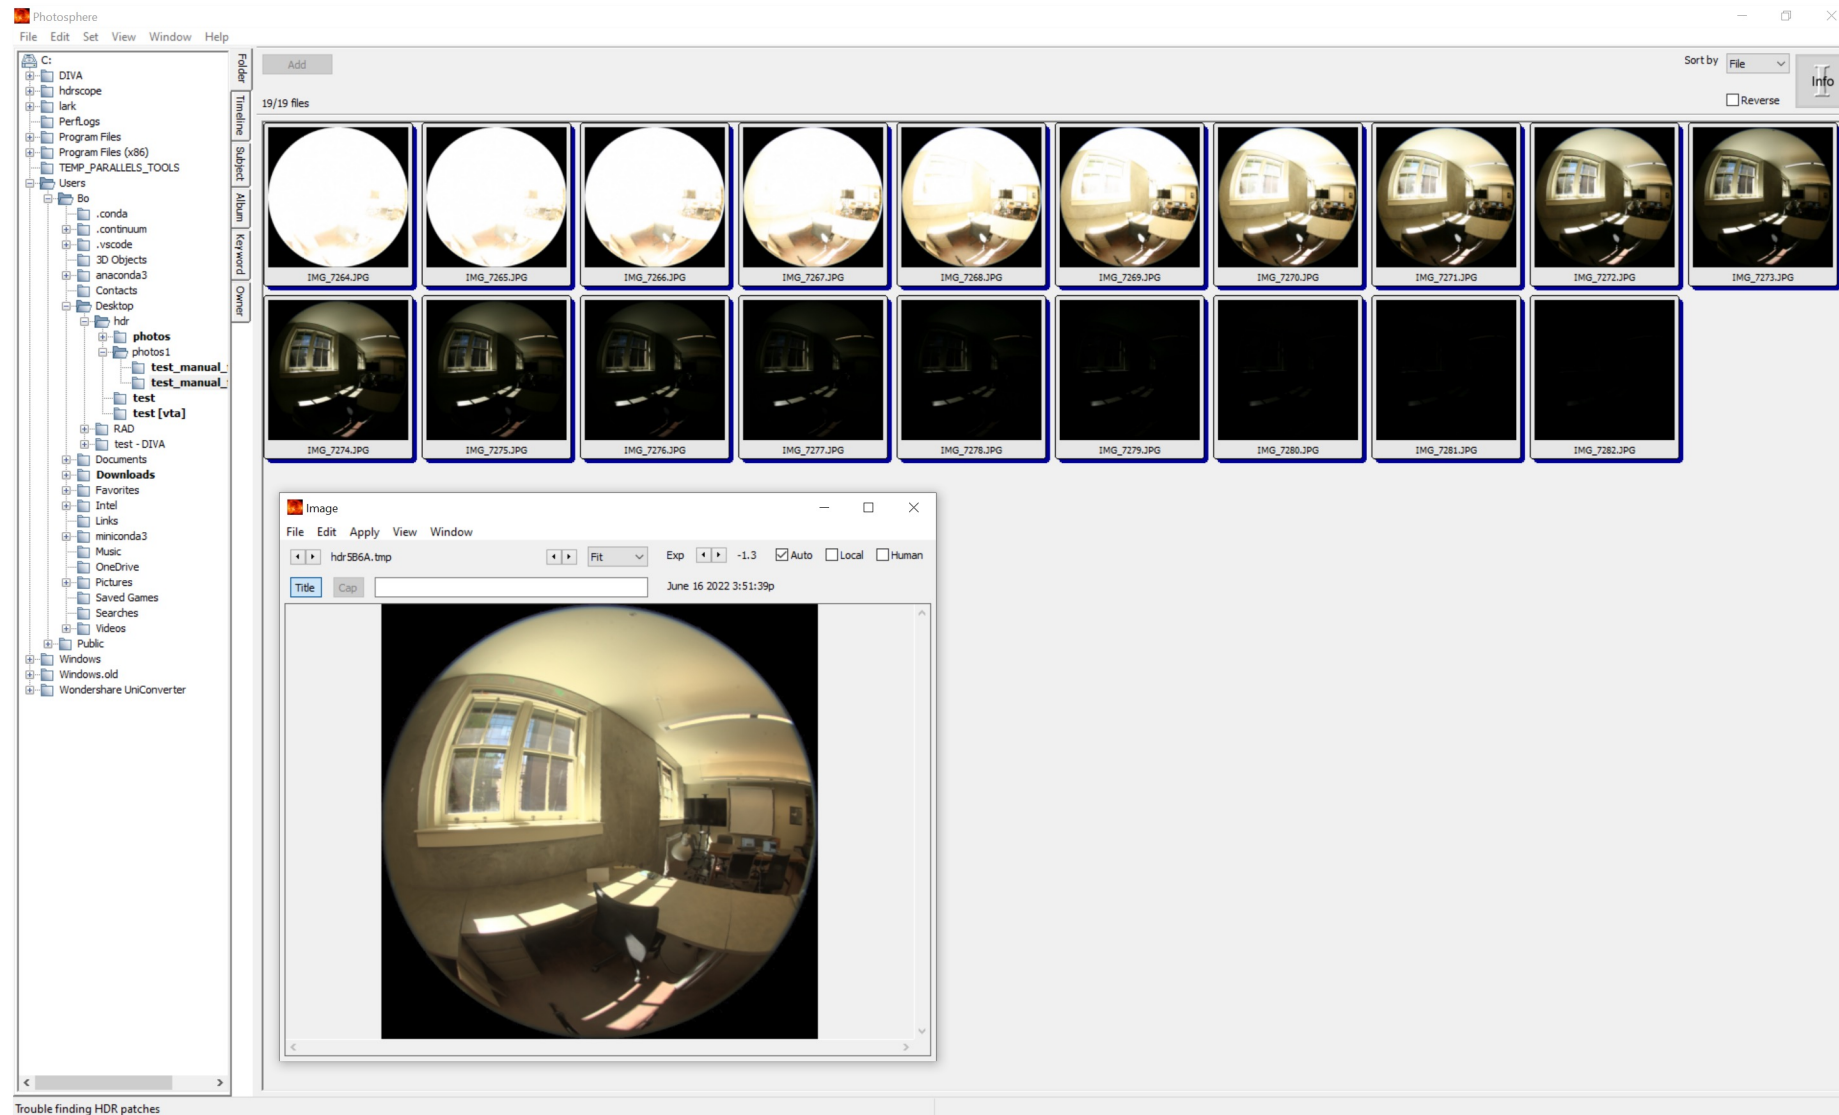 Photosphere
File Edit Set View Window Help
C:
DIVA
hdrscope
lark
PerfLogs
Program Files
Program Files (x86)
TEMP_PARALLELS_TOOLS
Users
Bo
.conda
.continuum
.vscode
3D Objects
anaconda3
Contacts
Desktop
hdr
photos
photos1
test_manual_
test_manual_
test
test [vta]
RAD
test - DIVA
Documents
Downloads
Favorites
Intel
Links
miniconda3
Music
OneDrive
Pictures
Saved Games
Searches
Videos
Public
Windows
Windows.old
Wondershare UniConverter
Folder
Timeline
Subject
Album
Keyword
Owner
Add
Sort by File
Info
19/19 files
Reverse
IMG_7264.JPG IMG_7265.JPG IMG_7266.JPG IMG_7267.JPG IMG_7268.JPG IMG_7269.JPG IMG_7270.JPG IMG_7271.JPG IMG_7272.JPG IMG_7273.JPG
IMG_7274.JPG IMG_7275.JPG IMG_7276.JPG IMG_7277.JPG IMG_7278.JPG IMG_7279.JPG IMG_7280.JPG IMG_7281.JPG IMG_7282.JPG
Image
File Edit Apply View Window
hdr5B6A.tmp Fit Exp -1.3 Auto Local Human
Title Cap June 16 2022 3:51:39p
Trouble finding HDR patches